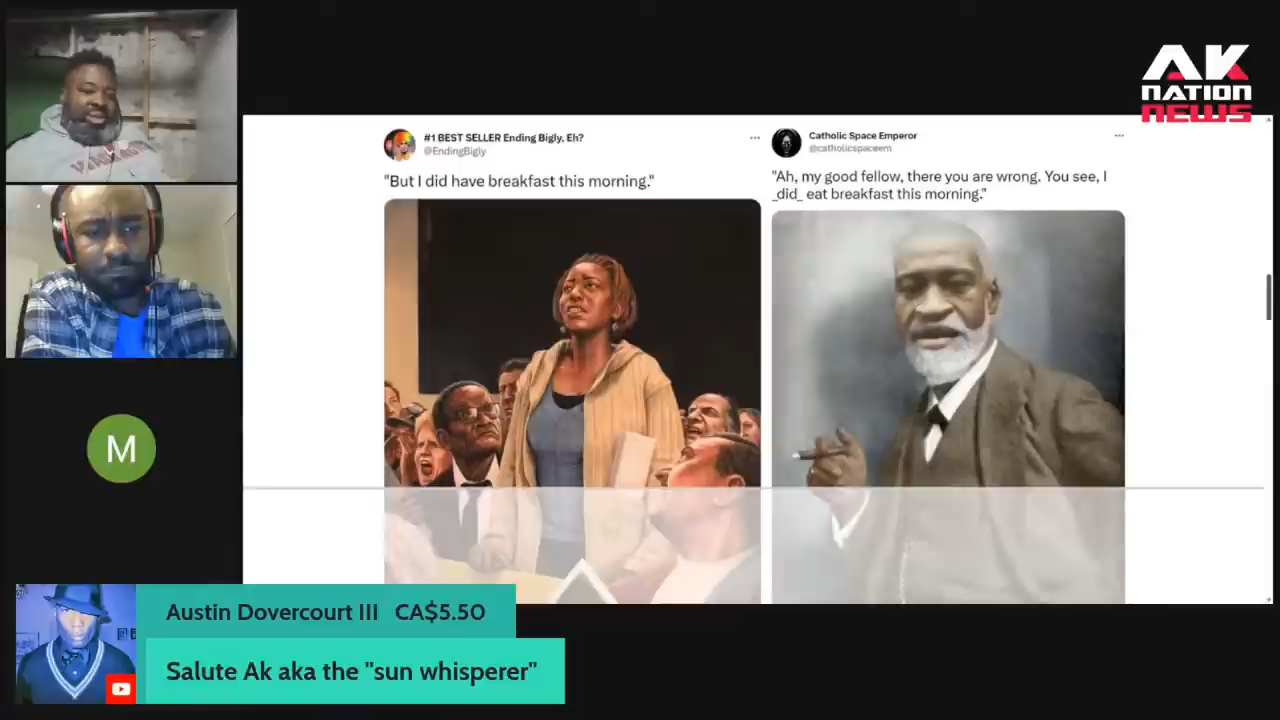 AK
NATION
NEWS
#1 BEST SELLER Ending Bigly, Eh?
@EndingBigly
"But I did have breakfast this morning."
Catholic Space Emperor
@catholicspaceem
"Ah, my good fellow, there you are wrong. You see, I
_did_ eat breakfast this morning."
M
Austin Dovercourt III CA$5.50
Salute Ak aka the "sun whisperer"